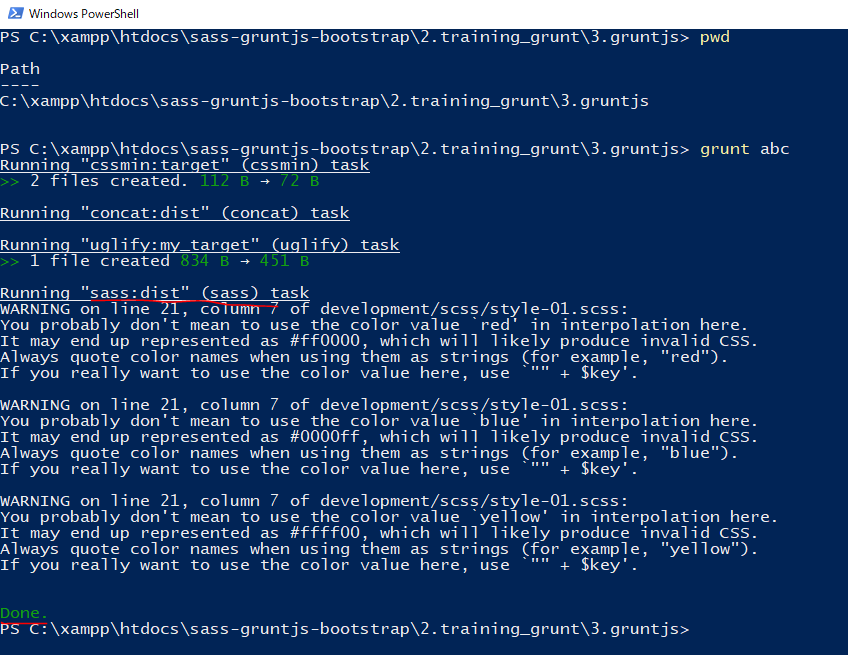 Windows PowerShell
PS C:\xampp\htdocs\sass-gruntjs-bootstrap\2.training_grunt\3.gruntjs> pwd
Path
----
C:\xampp\htdocs\sass-gruntjs-bootstrap\2.training_grunt\3.gruntjs
PS C:\xampp\htdocs\sass-gruntjs-bootstrap\2.training_grunt\3.gruntjs> grunt abc
Running "cssmin:target" (cssmin) task
>> 2 files created. 112 B → 72 B
Running "concat:dist" (concat) task
Running "uglify:my_target" (uglify) task
>> 1 file created 834 B → 451 B
Running "sass:dist" (sass) task
WARNING on line 21, column 7 of development/scss/style-01.scss:
You probably don't mean to use the color value `red' in interpolation here.
It may end up represented as #ff0000, which will likely produce invalid CSS.
Always quote color names when using them as strings (for example, "red").
If you really want to use the color value here, use `"" + $key'.
WARNING on line 21, column 7 of development/scss/style-01.scss:
You probably don't mean to use the color value `blue' in interpolation here.
It may end up represented as #0000ff, which will likely produce invalid CSS.
Always quote color names when using them as strings (for example, "blue").
If you really want to use the color value here, use `"" + $key'.
WARNING on line 21, column 7 of development/scss/style-01.scss:
You probably don't mean to use the color value `yellow' in interpolation here.
It may end up represented as #ffff00, which will likely produce invalid CSS.
Always quote color names when using them as strings (for example, "yellow").
If you really want to use the color value here, use `"" + $key'.
Done.
PS C:\xampp\htdocs\sass-gruntjs-bootstrap\2.training_grunt\3.gruntjs>